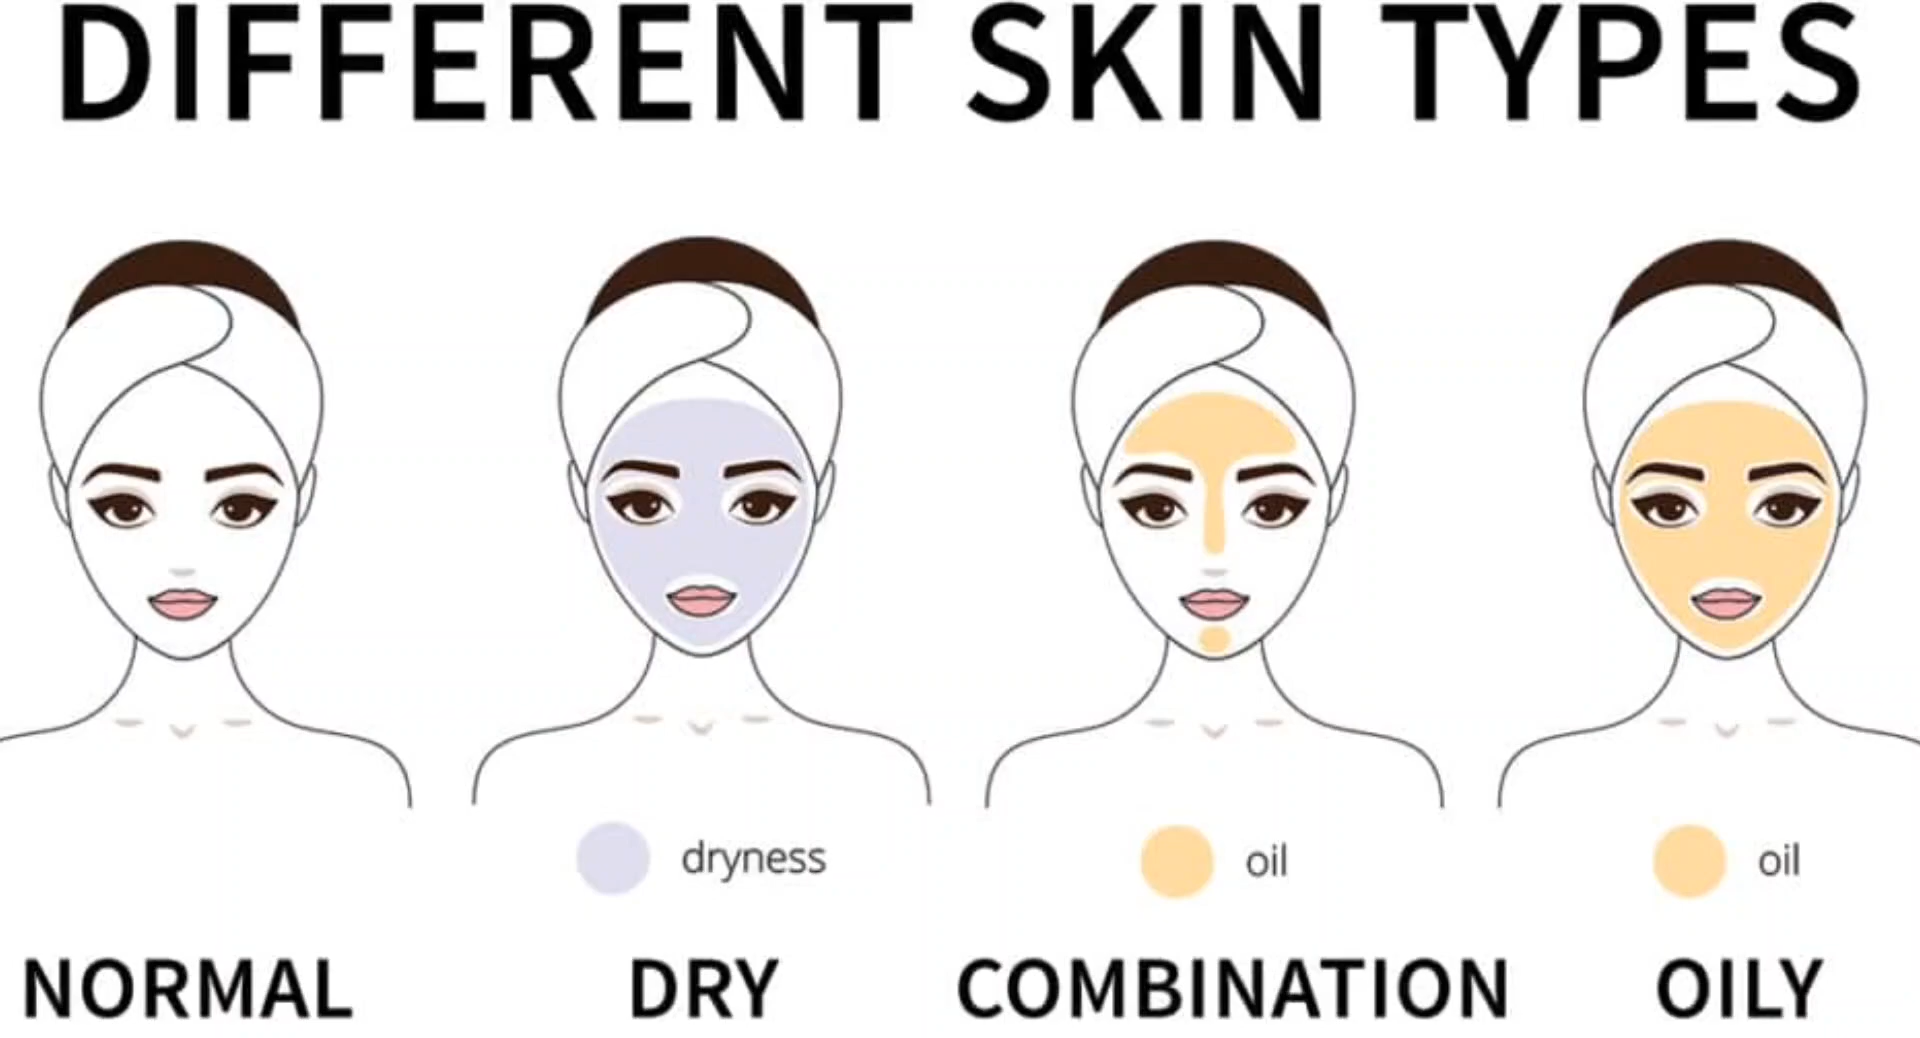 DIFFERENT SKIN TYPES
dryness
oil
oil
NORMAL
DRY
COMBINATION
OILY